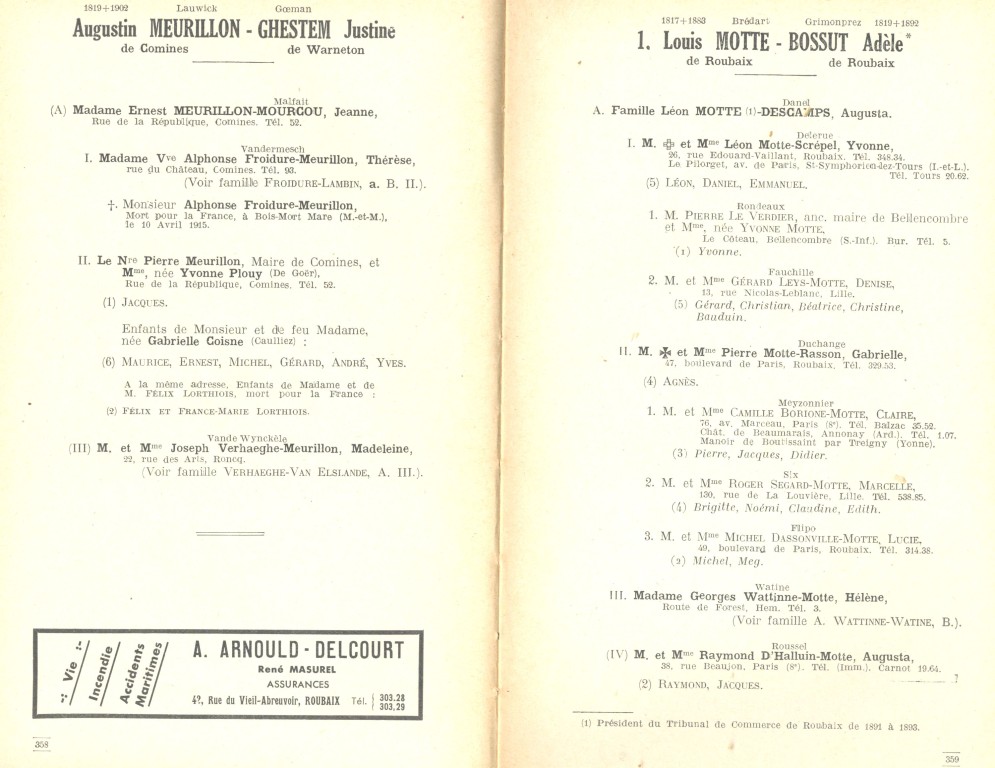 1819+1902 Lauwick Gœman
Augustin MEURILLON - GHESTEM Justine
de Comines de Warneton
Malfait
(A) Madame Ernest MEURILLON-MOURCOU, Jeanne,
Rue de la République, Comines. Tél. 52.
Vandermesch
I. Madame Vve Alphonse Froidure-Meurillon, Thérèse,
rue du Château, Comines. Tél. 93.
(Voir famille FROIDURE-LAMBIN, a. B. II.).
†. Monsieur Alphonse Froidure-Meurillon,
Mort pour la France, à Bois-Mort Mare (M.-et-M.),
le 10 Avril 1915.
II. Le Nre Pierre Meurillon, Maire de Comines, et
Mme, née Yvonne Plouy (De Goër),
Rue de la République, Comines. Tél. 52.
(1) JACQUES.
Enfants de Monsieur et de feu Madame,
née Gabrielle Coisne (Caulliez) :
(6) MAURICE, ERNEST, MICHEL, GÉRARD, ANDRÉ, YVES.
A la même adresse, Enfants de Madame et de
M. FÉLIX LORTHIOIS, mort pour la France :
(2) FÉLIX ET FRANCE-MARIE LORTHIOIS.
Vande Wynckèle
(III) M. et Mme Joseph Verhaeghe-Meurillon, Madeleine,
22, rue des Arts, Roncq.
(Voir famille VERHAEGHE-VAN ELSLANDE, A. III.).
-:- Vie -:-
Incendie
Accidents
Maritimes
A. ARNOULD - DELCOURT
René MASUREL
ASSURANCES
42, Rue du Vieil-Abreuvoir, ROUBAIX Tél. { 303.28
303.29
358
1817+1883 Brédart Grimonprez 1819+1892
1. Louis MOTTE - BOSSUT Adèle*
de Roubaix de Roubaix
Danel
A. Famille Léon MOTTE (1)-DESCAMPS, Augusta.
Delerue
I. M. ✠ et Mme Léon Motte-Scrépel, Yvonne,
26, rue Edouard-Vaillant, Roubaix. Tél. 348.34.
Le Pilorget, av. de Paris, St-Symphorien-lez-Tours (I.-et-L.).
Tél. Tours 20.62.
(5) LÉON, DANIEL, EMMANUEL.
Rondeaux
1. M. PIERRE LE VERDIER, anc. maire de Bellencombre
et Mme, née YVONNE MOTTE,
Le Côteau, Bellencombre (S.-Inf.). Bur. Tél. 5.
(1) Yvonne.
Fauchille
2. M. et Mme GÉRARD LEYS-MOTTE, DENISE,
13, rue Nicolas-Leblanc, Lille.
(5) Gérard, Christian, Béatrice, Christine,
Bauduin.
Duchange
II. M. ✠ et Mme Pierre Motte-Rasson, Gabrielle,
47, boulevard de Paris, Roubaix. Tél. 329.53.
(4) AGNÈS.
Meyzonnier
1. M. et Mme CAMILLE BORIONE-MOTTE, CLAIRE,
76, av. Marceau, Paris (8e). Tél. Balzac 35.52.
Chât. de Beaumarais, Annonay (Ard.). Tél. 1.07.
Manoir de Bourissaint par Treigny (Yonne).
(3) Pierre, Jacques, Didier.
Six
2. M. et Mme ROGER SEGARD-MOTTE, MARCELLE,
130, rue de La Louvière, Lille. Tél. 538.85.
(4) Brigitte, Noémi, Claudine, Edith.
Flipo
3. M. et Mme MICHEL DASSONVILLE-MOTTE, LUCIE,
49, boulevard de Paris, Roubaix. Tél. 314.38.
(2) Michel, Meg.
Watine
III. Madame Georges Wattinne-Motte, Hélène,
Route de Forest, Hem. Tél. 3.
(Voir famille A. WATTINNE-WATINE, B.).
Roussel
(IV) M. et Mme Raymond D'Halluin-Motte, Augusta,
38, rue Beaujon, Paris (8e). Tél. (Imm.). Carnot 19.64.
(2) RAYMOND, JACQUES. ?
(1) Président du Tribunal de Commerce de Roubaix de 1891 à 1893.
359